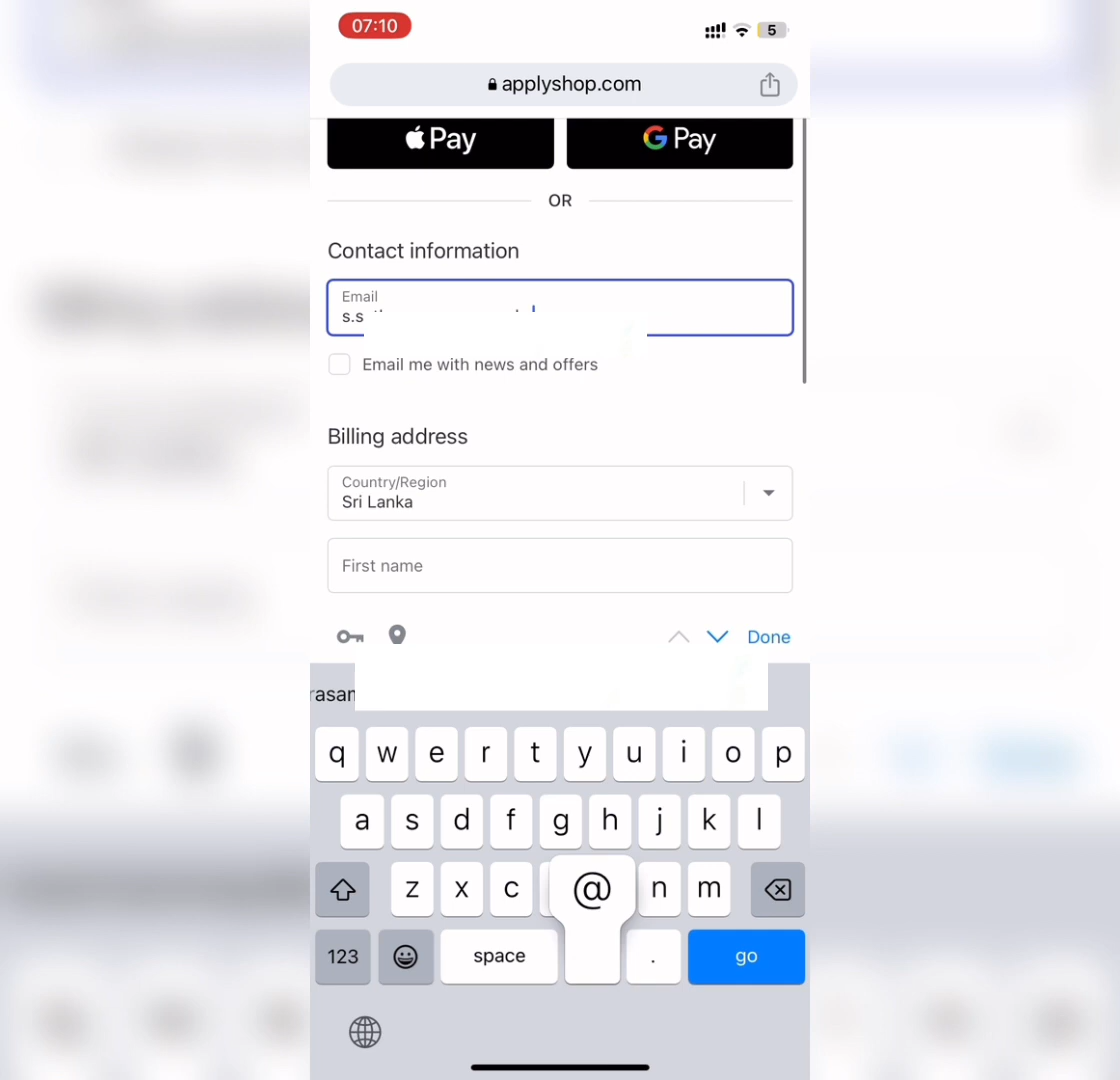 07:10
5
applyshop.com
Pay
G Pay
OR
Contact information
Email
s.s
Email me with news and offers
Billing address
Country/Region
Sri Lanka
First name
Done
rasan
q w e r t y u i o p
a s d f g h j k l
z x c @ n m
123 space . go